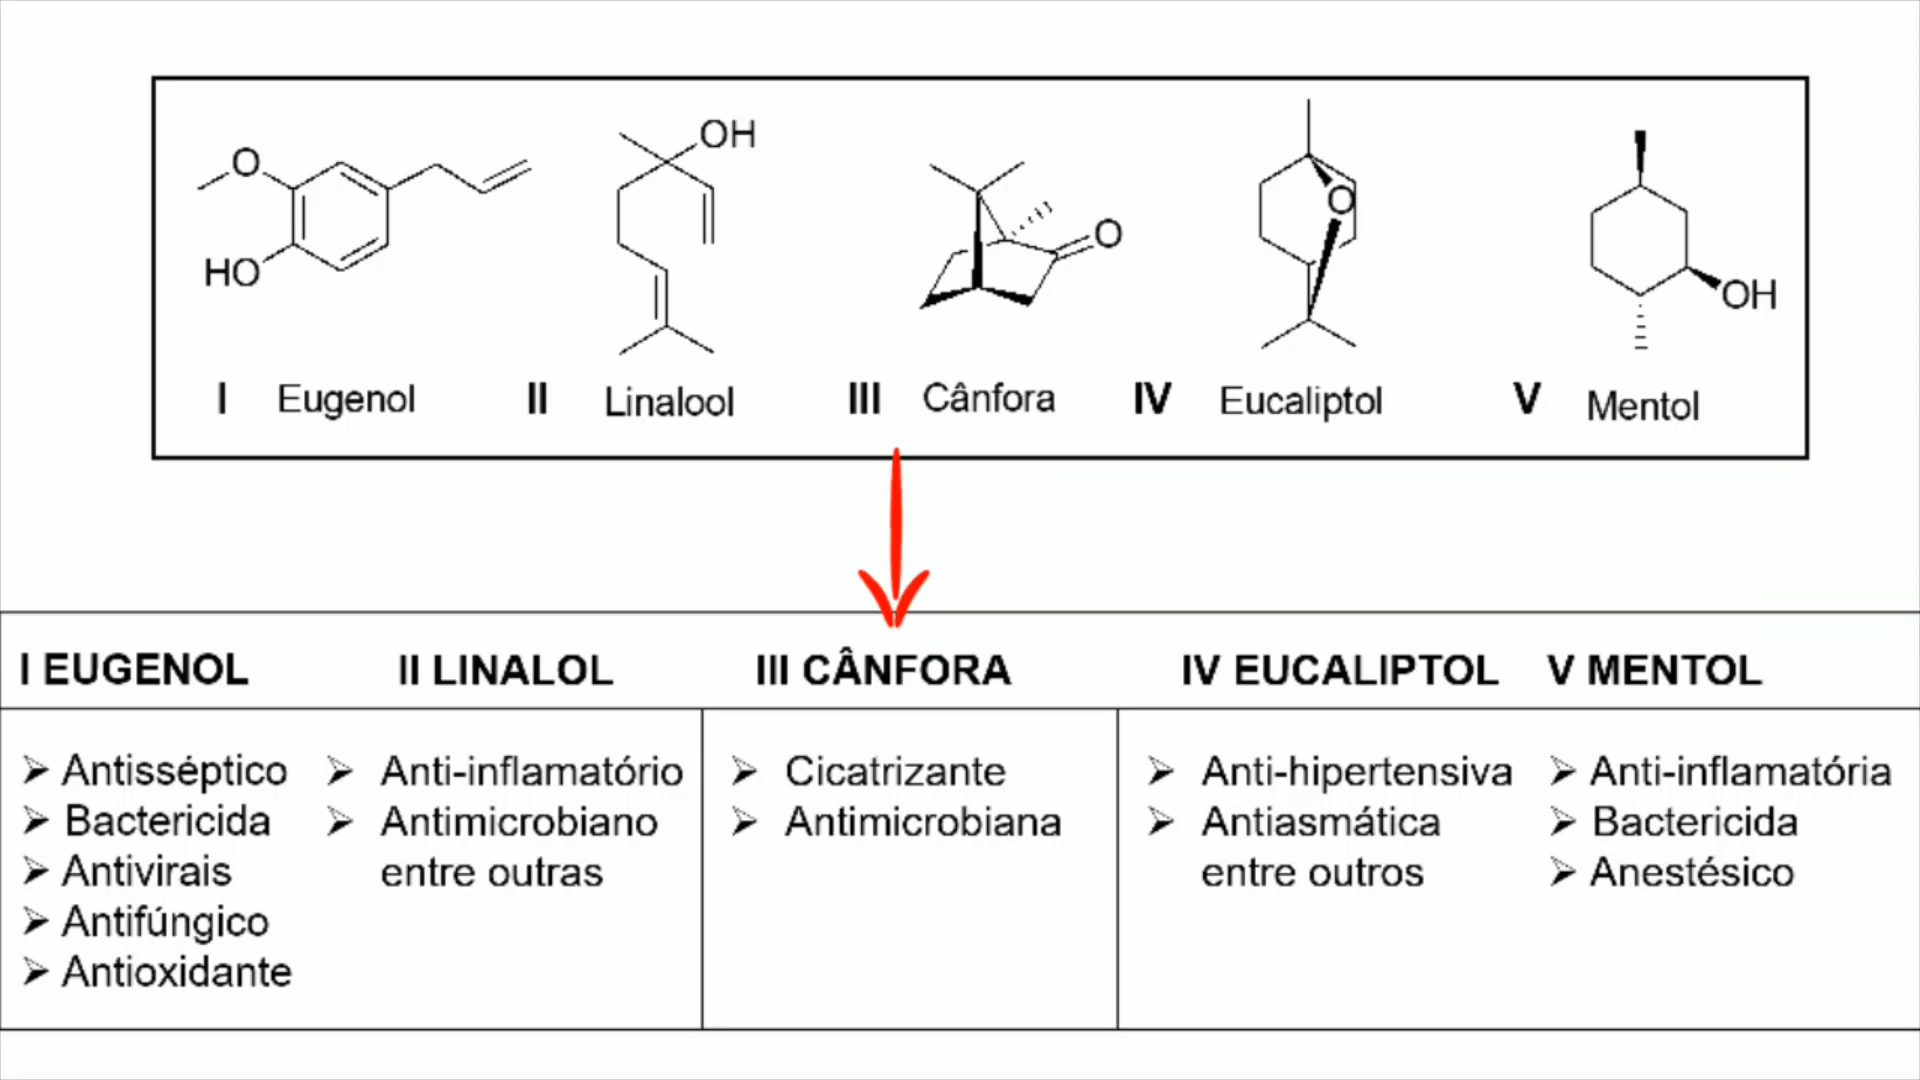 O
HO
OH
O
O
OH
I Eugenol II Linalool III Cânfora IV Eucaliptol V Mentol
I EUGENOL II LINALOL III CÂNFORA IV EUCALIPTOL V MENTOL
➢ Antisséptico
➢ Bactericida
➢ Antivirais
➢ Antifúngico
➢ Antioxidante
➢ Anti-inflamatório
➢ Antimicrobiano
entre outras
➢ Cicatrizante
➢ Antimicrobiana
➢ Anti-hipertensiva
➢ Antiasmática
entre outros
➢ Anti-inflamatória
➢ Bactericida
➢ Anestésico